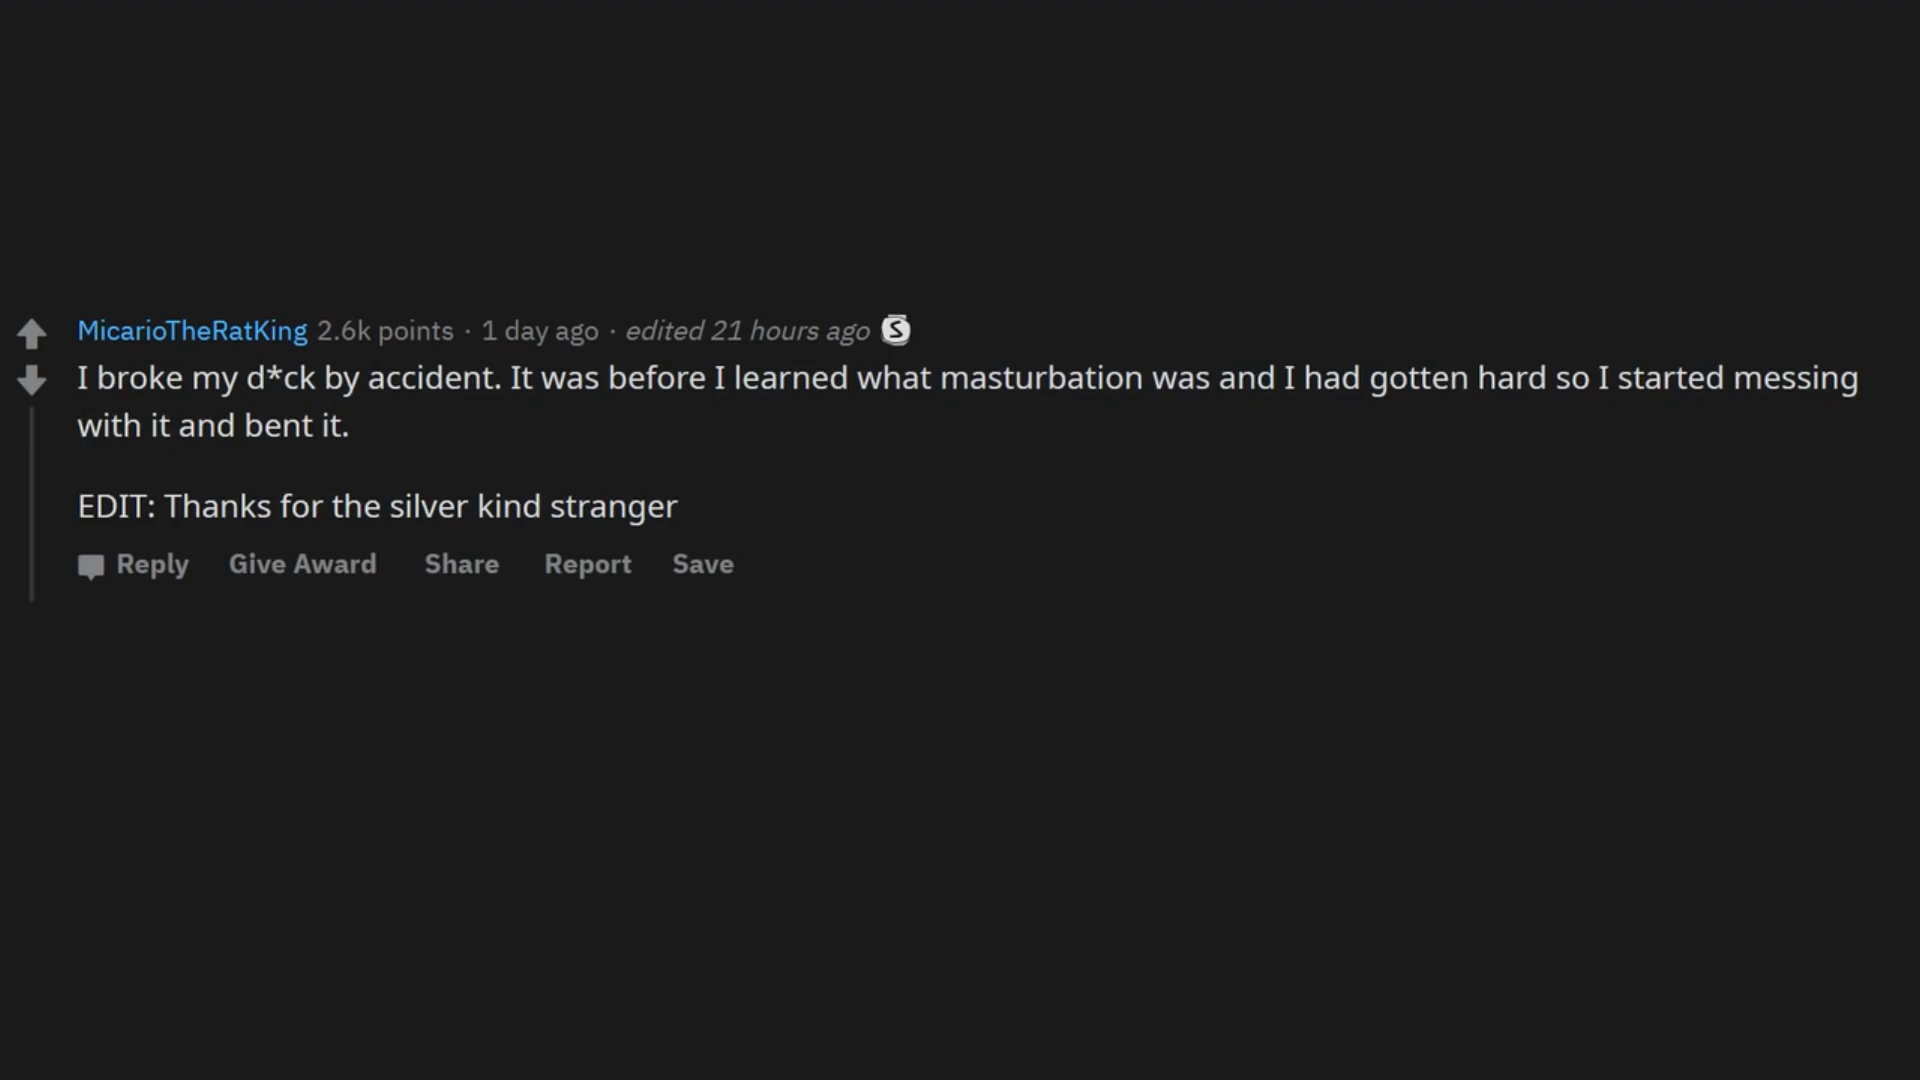 MicarioTheRatKing 2.6k points · 1 day ago · edited 21 hours ago S
I broke my d*ck by accident. It was before I learned what masturbation was and I had gotten hard so I started messing
with it and bent it.
EDIT: Thanks for the silver kind stranger
Reply Give Award Share Report Save